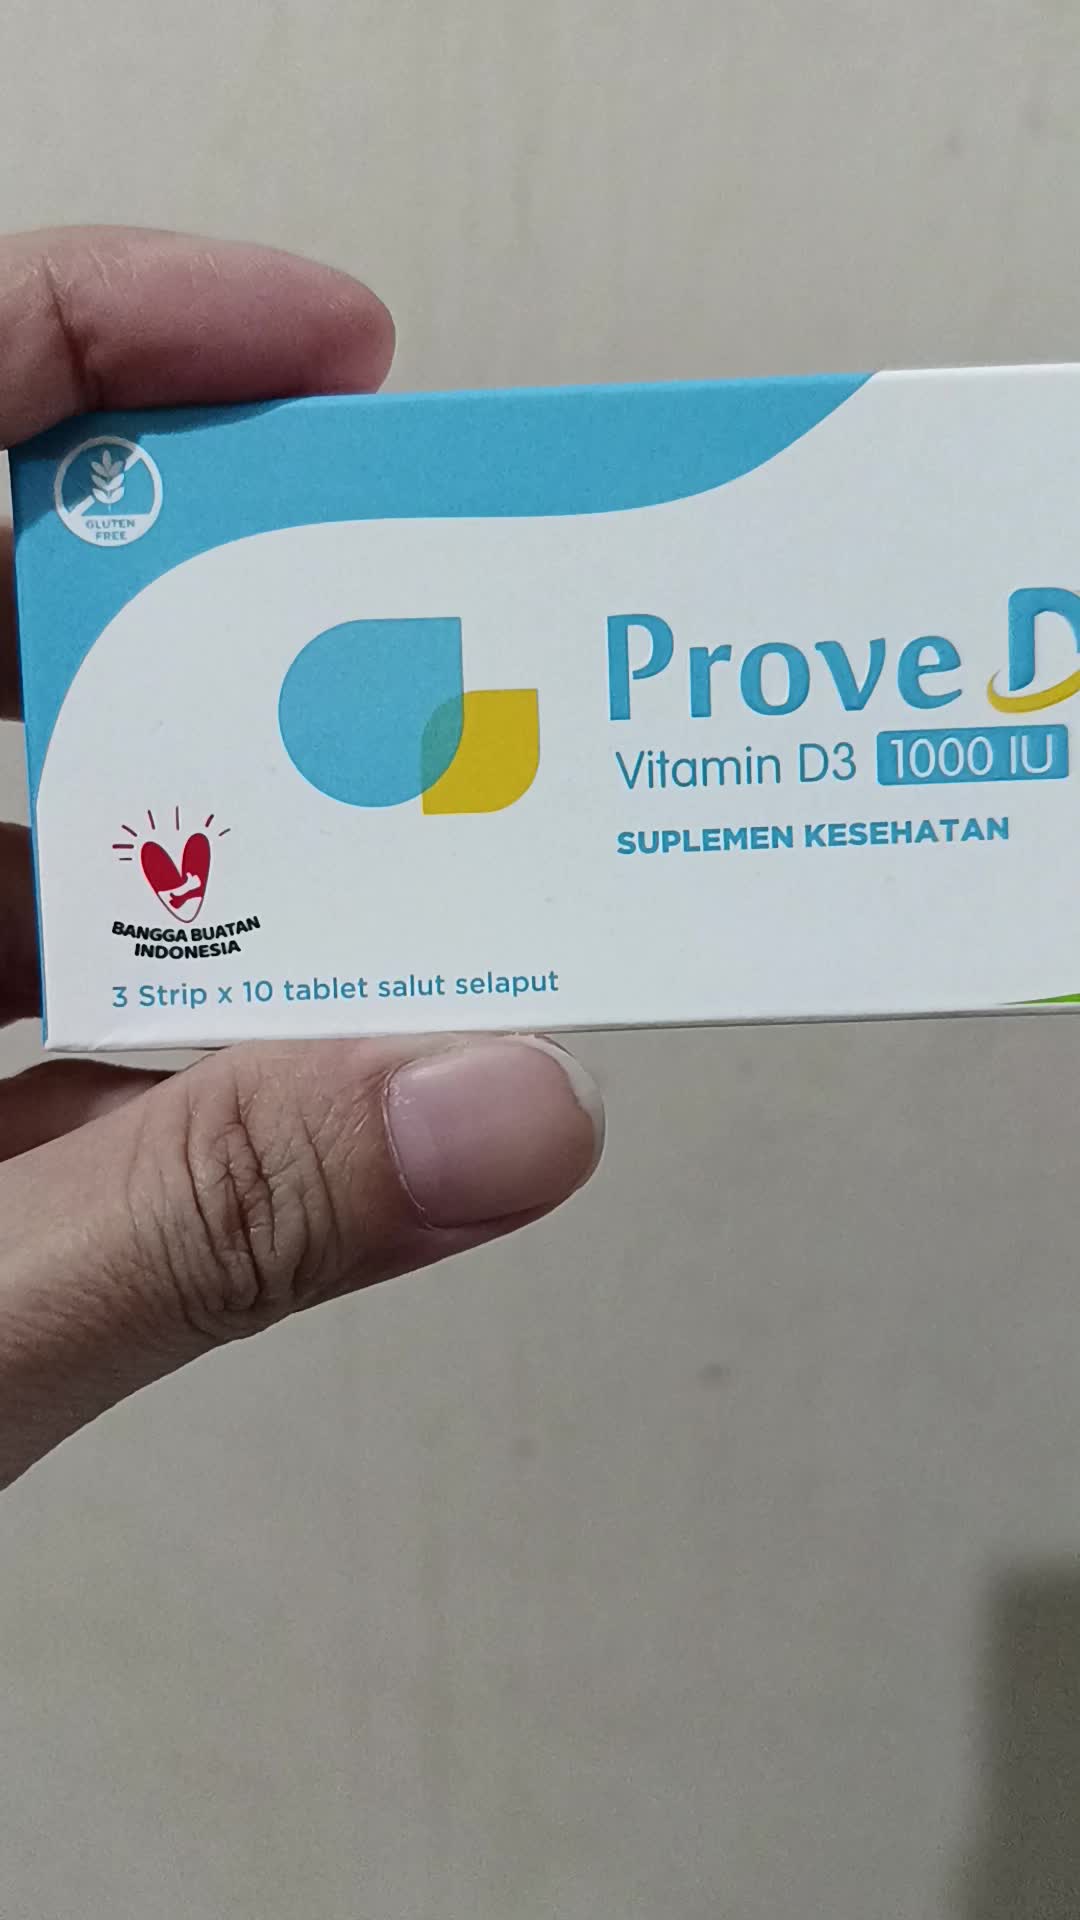 GLUTEN
FREE
Prove D
Vitamin D3 1000 IU
SUPLEMEN KESEHATAN
BANGGA BUATAN
INDONESIA
3 Strip x 10 tablet salut selaput